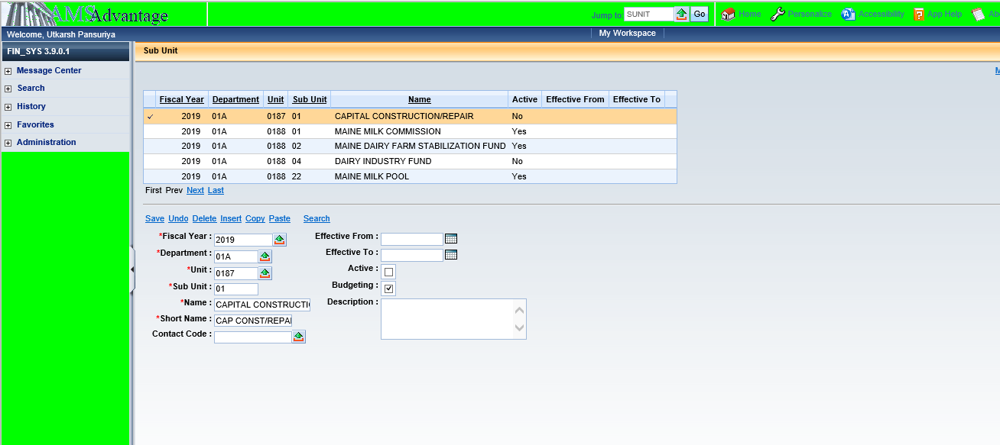 AMS Advantage
Jump to: SUNIT Go Home Personalize Accessibility App Help
Welcome, Utkarsh Pansuriya My Workspace
FIN_SYS 3.9.0.1 Sub Unit
Message Center
Search
History
Favorites
Administration
Fiscal Year Department Unit Sub Unit Name Active Effective From Effective To
2019 01A 0187 01 CAPITAL CONSTRUCTION/REPAIR No
2019 01A 0188 01 MAINE MILK COMMISSION Yes
2019 01A 0188 02 MAINE DAIRY FARM STABILIZATION FUND Yes
2019 01A 0188 04 DAIRY INDUSTRY FUND No
2019 01A 0188 22 MAINE MILK POOL Yes
First Prev Next Last
Save Undo Delete Insert Copy Paste Search
*Fiscal Year : 2019 Effective From :
*Department : 01A Effective To :
*Unit : 0187 Active :
*Sub Unit : 01 Budgeting :
*Name : CAPITAL CONSTRUCTI Description :
*Short Name : CAP CONST/REPAI
Contact Code :